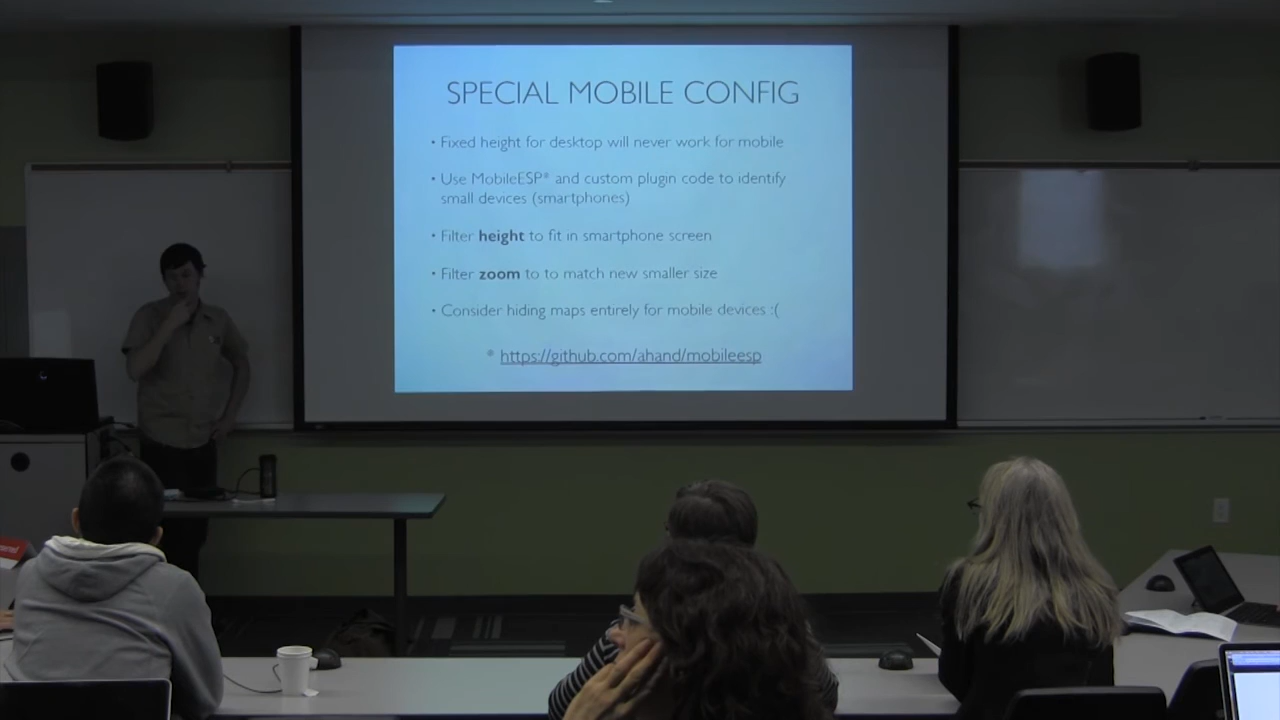 SPECIAL MOBILE CONFIG
• Fixed height for desktop will never work for mobile
• Use MobileESP* and custom plugin code to identify
small devices (smartphones)
• Filter height to fit in smartphone screen
• Filter zoom to to match new smaller size
• Consider hiding maps entirely for mobile devices :(
* https://github.com/ahand/mobileesp